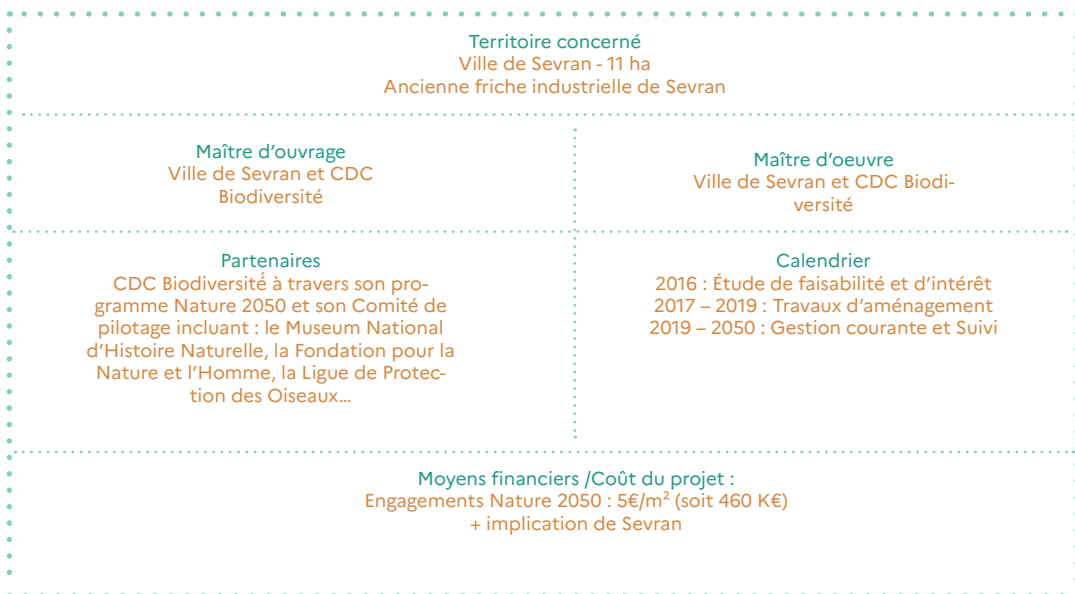 Territoire concerné
Ville de Sevran - 11 ha
Ancienne friche industrielle de Sevran
Maître d'ouvrage
Ville de Sevran et CDC
Biodiversité
Maître d'oeuvre
Ville de Sevran et CDC Biodi-
versité
Partenaires
CDC Biodiversité à travers son pro-
gramme Nature 2050 et son Comité de
pilotage incluant : le Museum National
d'Histoire Naturelle, la Fondation pour la
Nature et l'Homme, la Ligue de Protec-
tion des Oiseaux...
Calendrier
2016 : Étude de faisabilité et d'intérêt
2017 – 2019 : Travaux d'aménagement
2019 – 2050 : Gestion courante et Suivi
Moyens financiers /Coût du projet :
Engagements Nature 2050 : 5€/m² (soit 460 K€)
+ implication de Sevran